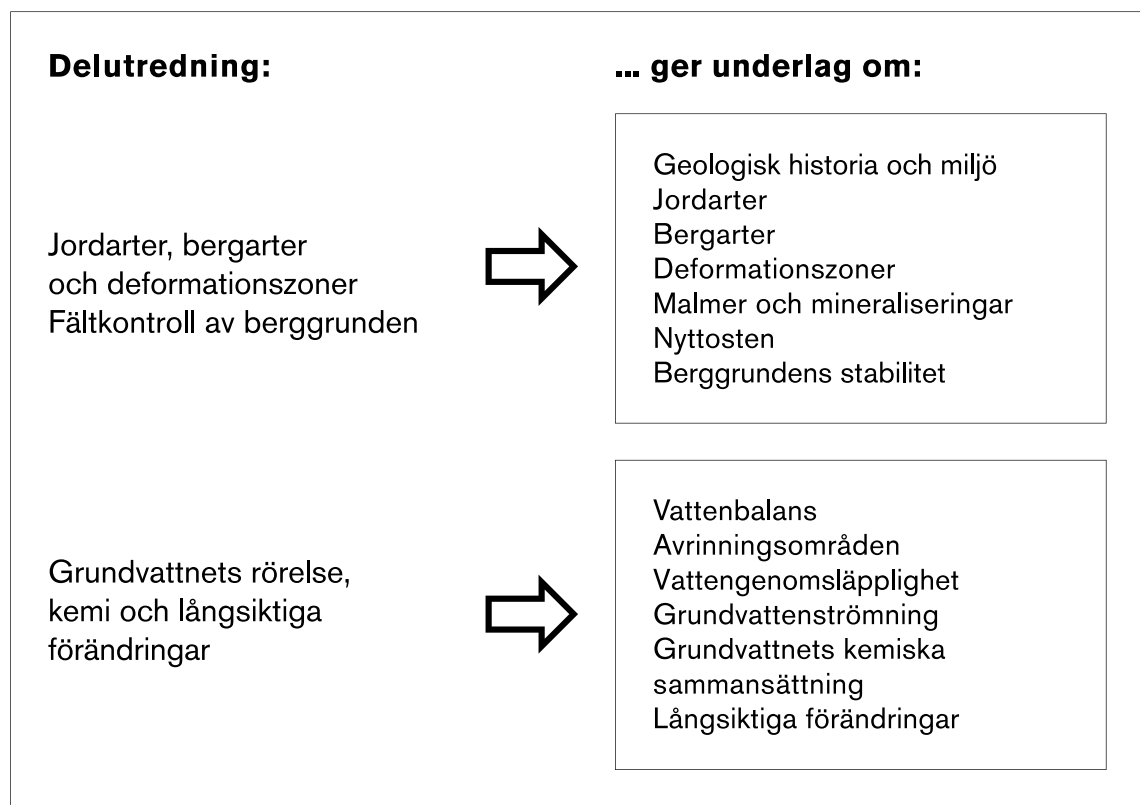 Delutredning:
... ger underlag om:
Jordarter, bergarter
och deformationszoner
Fältkontroll av berggrunden
Geologisk historia och miljö
Jordarter
Bergarter
Deformationszoner
Malmer och mineraliseringar
Nyttosten
Berggrundens stabilitet
Grundvattnets rörelse,
kemi och långsiktiga
förändringar
Vattenbalans
Avrinningsområden
Vattengenomsläpplighet
Grundvattenströmning
Grundvattnets kemiska
sammansättning
Långsiktiga förändringar